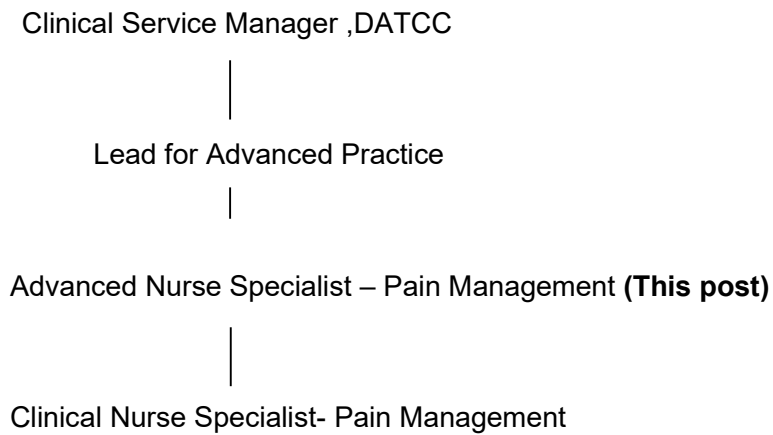 Clinical Service Manager ,DATCC
Lead for Advanced Practice
Advanced Nurse Specialist – Pain Management (This post)
Clinical Nurse Specialist- Pain Management